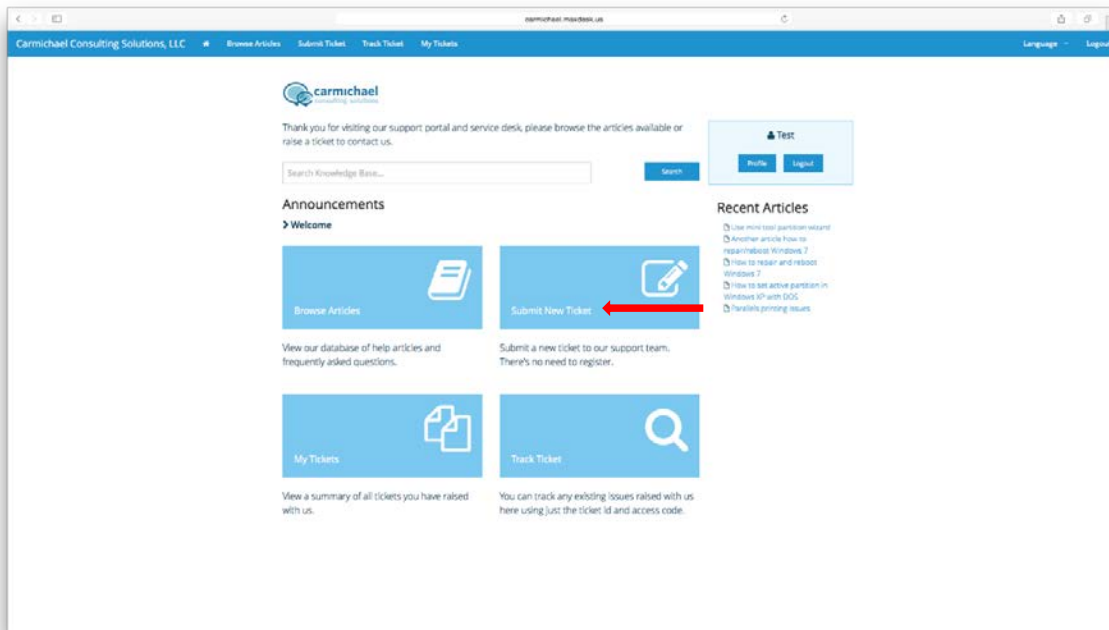 carmichael.maxdesk.us
Carmichael Consulting Solutions, LLC Browse Articles Submit Ticket Track Ticket My Tickets Language Logout
carmichael
consulting solutions
Thank you for visiting our support portal and service desk, please browse the articles available or
raise a ticket to contact us.
Search Knowledge Base... Search
Test
Profile Logout
Announcements
Welcome
Browse Articles
View our database of help articles and
frequently asked questions.
Submit New Ticket
Submit a new ticket to our support team.
There's no need to register.
My Tickets
View a summary of all tickets you have raised
with us.
Track Ticket
You can track any existing issues raised with us
here using just the ticket id and access code.
Recent Articles
Use mini tool partition wizard
Another article how to
repair/reboot Windows 7
How to repair and reboot
Windows 7
How to set active partition in
Windows XP with DOS
Parallels printing issues